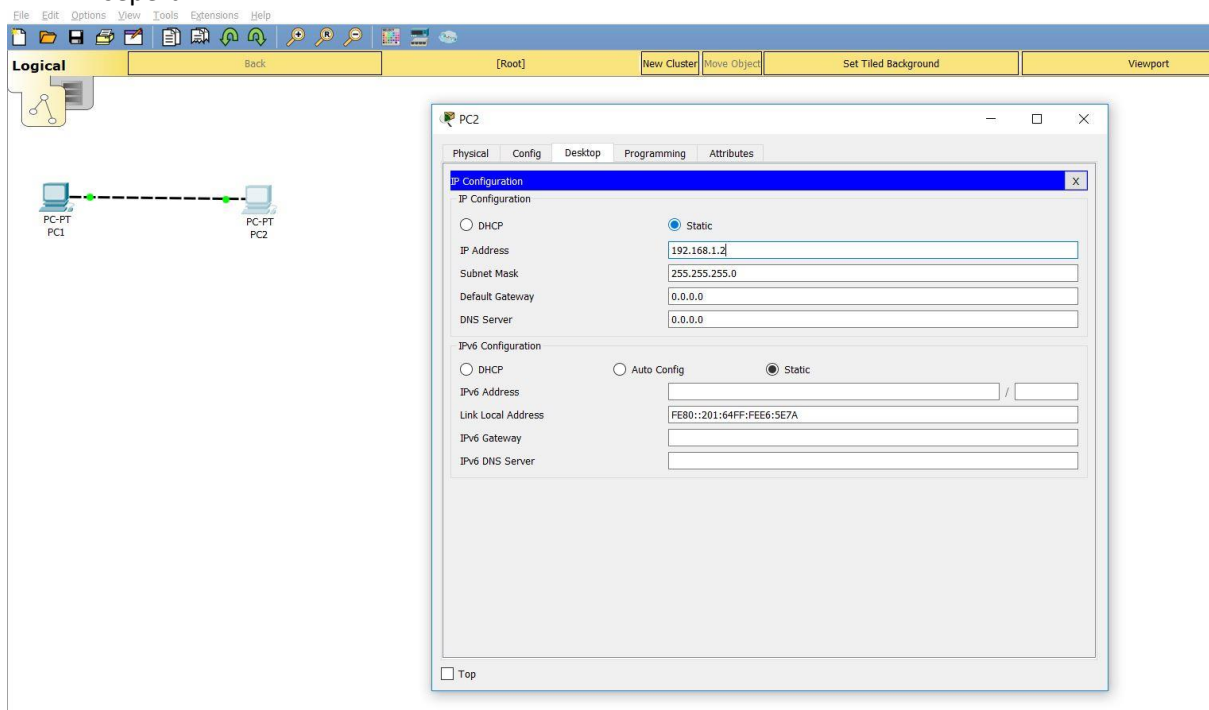 File Edit Options View Tools Extensions Help
Logical Back [Root] New Cluster Move Object Set Tiled Background Viewport
PC-PT
PC1
PC-PT
PC2
PC2
Physical Config Desktop Programming Attributes
IP Configuration X
IP Configuration
DHCP Static
IP Address 192.168.1.2
Subnet Mask 255.255.255.0
Default Gateway 0.0.0.0
DNS Server 0.0.0.0
IPv6 Configuration
DHCP Auto Config Static
IPv6 Address /
Link Local Address FE80::201:64FF:FEE6:5E7A
IPv6 Gateway
IPv6 DNS Server
Top